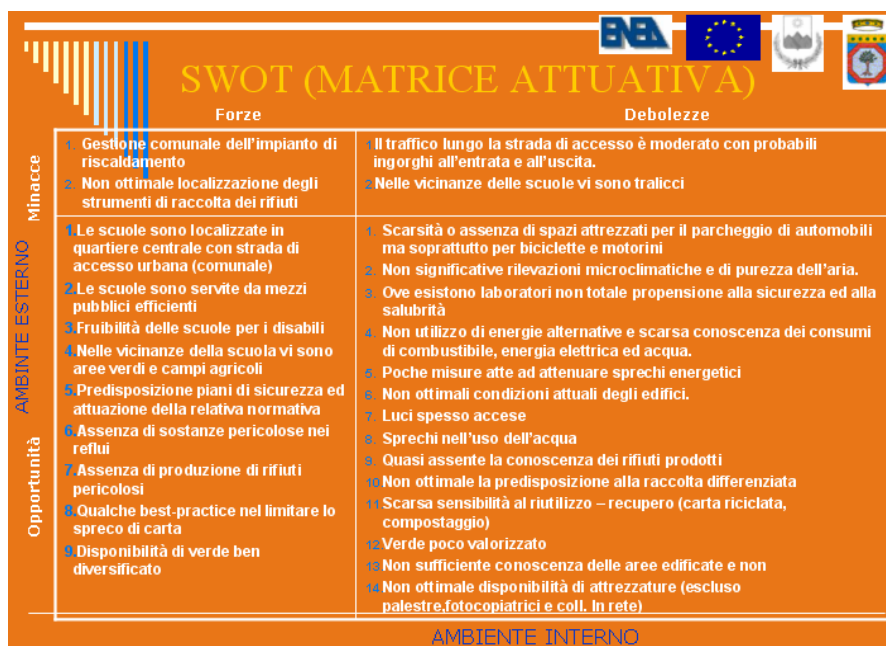 ENEA
SWOT (MATRICE ATTUATIVA)
Forze
Debolezze
Minacce
1. Gestione comunale dell'impianto di
riscaldamento
2. Non ottimale localizzazione degli
strumenti di raccolta dei rifiuti
1 Il traffico lungo la strada di accesso è moderato con probabili
ingorghi all'entrata e all'uscita.
2.Nelle vicinanze delle scuole vi sono tralicci
AMBINTE ESTERNO
Opportunità
1.Le scuole sono localizzate in
quartiere centrale con strada di
accesso urbana (comunale)
2.Le scuole sono servite da mezzi
pubblici efficienti
3.Fruibilità delle scuole per i disabili
4.Nelle vicinanze della scuola vi sono
aree verdi e campi agricoli
5.Predisposizione piani di sicurezza ed
attuazione della relativa normativa
6.Assenza di sostanze pericolose nei
reflui
7.Assenza di produzione di rifiuti
pericolosi
8.Qualche best-practice nel limitare lo
spreco di carta
9.Disponibilità di verde ben
diversificato
1. Scarsità o assenza di spazi attrezzati per il parcheggio di automobili
ma soprattutto per biciclette e motorini
2. Non significative rilevazioni microclimatiche e di purezza dell'aria.
3. Ove esistono laboratori non totale propensione alla sicurezza ed alla
salubrità
4. Non utilizzo di energie alternative e scarsa conoscenza dei consumi
di combustibile, energia elettrica ed acqua.
5. Poche misure atte ad attenuare sprechi energetici
6. Non ottimali condizioni attuali degli edifici.
7. Luci spesso accese
8. Sprechi nell'uso dell'acqua
9. Quasi assente la conoscenza dei rifiuti prodotti
10.Non ottimale la predisposizione alla raccolta differenziata
11.Scarsa sensibilità al riutilizzo – recupero (carta riciclata,
compostaggio)
12.Verde poco valorizzato
13.Non sufficiente conoscenza delle aree edificate e non
14.Non ottimale disponibilità di attrezzature (escluso
palestre,fotocopiatrici e coll. In rete)
AMBIENTE INTERNO